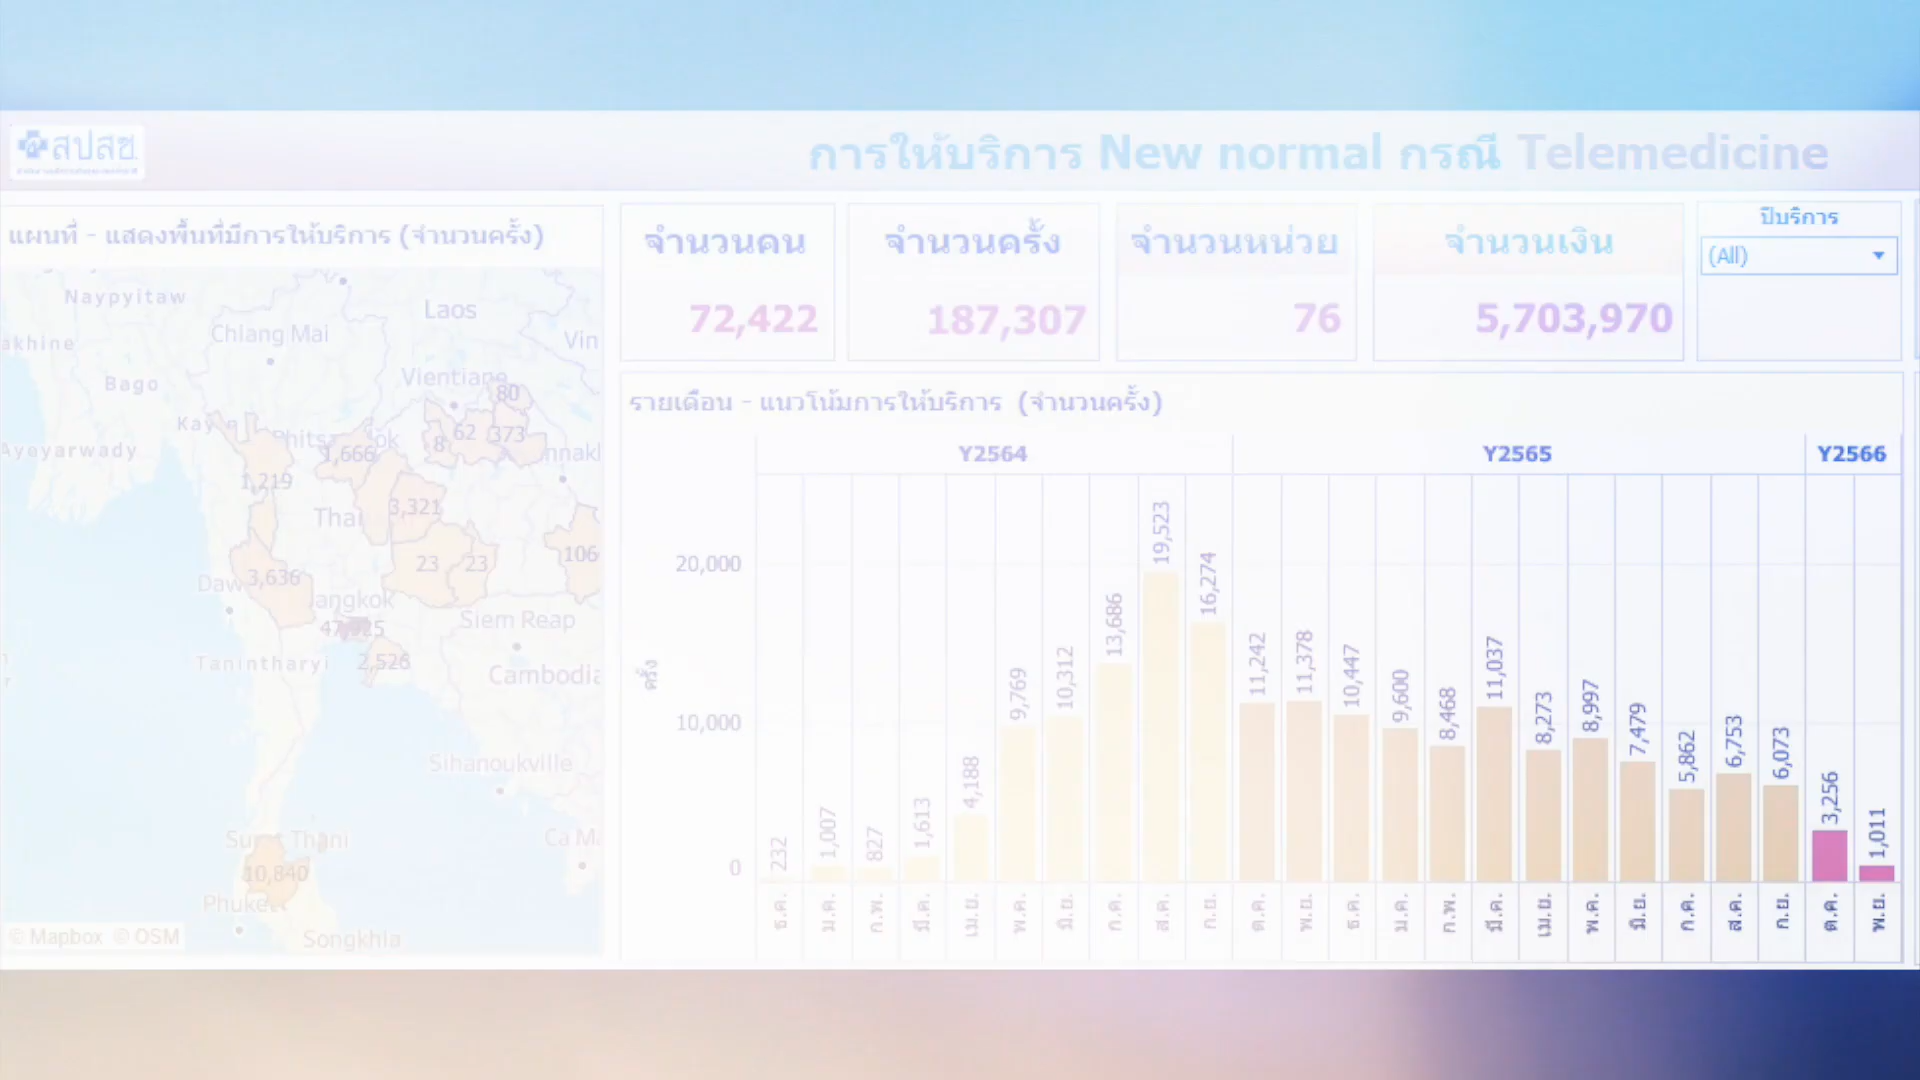 สปสช.
การให้บริการ New normal กรณี Telemedicine
แผนที่ - แสดงพื้นที่มีการให้บริการ (จำนวนครั้ง)
จำนวนคน
72,422
จำนวนครั้ง
187,307
จำนวนหน่วย
76
จำนวนเงิน
5,703,970
ปีบริการ
(All)
Naypyitaw
Laos
Chiang Mai
Vin
akhine
Vientiane
Bago
80
Kay n
62
373
8
Ayeyarwady
1,666
nnakl
1,219
3,321
Thai
23
23
106
Daw
3,636
angkok
47,925
Siem Reap
Tanintharyi
2,526
Cambodia
Sihanoukville
Su t Thani
Ca Ma
10,840
Phuket
Songkhla
© Mapbox © OSM
รายเดือน - แนวโน้มการให้บริการ (จำนวนครั้ง)
Y2564 Y2565 Y2566
20,000
10,000
0
ครั้ง
232 1,007 827 1,613 4,188 9,769 10,312 13,686 19,523 16,274 11,242 11,378 10,447 9,600 8,468 11,037 8,273 8,997 7,479 5,862 6,753 6,073 3,256 1,011
ธ.ค. ม.ค. ก.พ. มี.ค. เม.ย. พ.ค. มิ.ย. ก.ค. ส.ค. ก.ย. ต.ค. พ.ย. ธ.ค. ม.ค. ก.พ. มี.ค. เม.ย. พ.ค. มิ.ย. ก.ค. ส.ค. ก.ย. ต.ค. พ.ย.